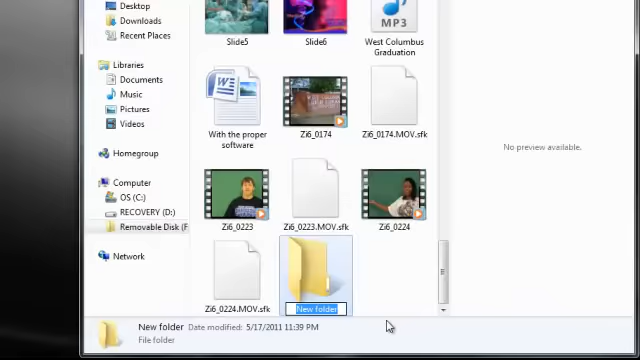 Desktop
Downloads
Recent Places
Libraries
Documents
Music
Pictures
Videos
Homegroup
Computer
OS (C:)
RECOVERY (D:)
Removable Disk (F
Network
Slide5
Slide6
MP3
West Columbus
Graduation
With the proper
software
Zi6_0174
Zi6_0174.MOV.sfk
Zi6_0223
Zi6_0223.MOV.sfk
Zi6_0224
Zi6_0224.MOV.sfk
New folder
No preview available.
New folder Date modified: 5/17/2011 11:39 PM
File folder